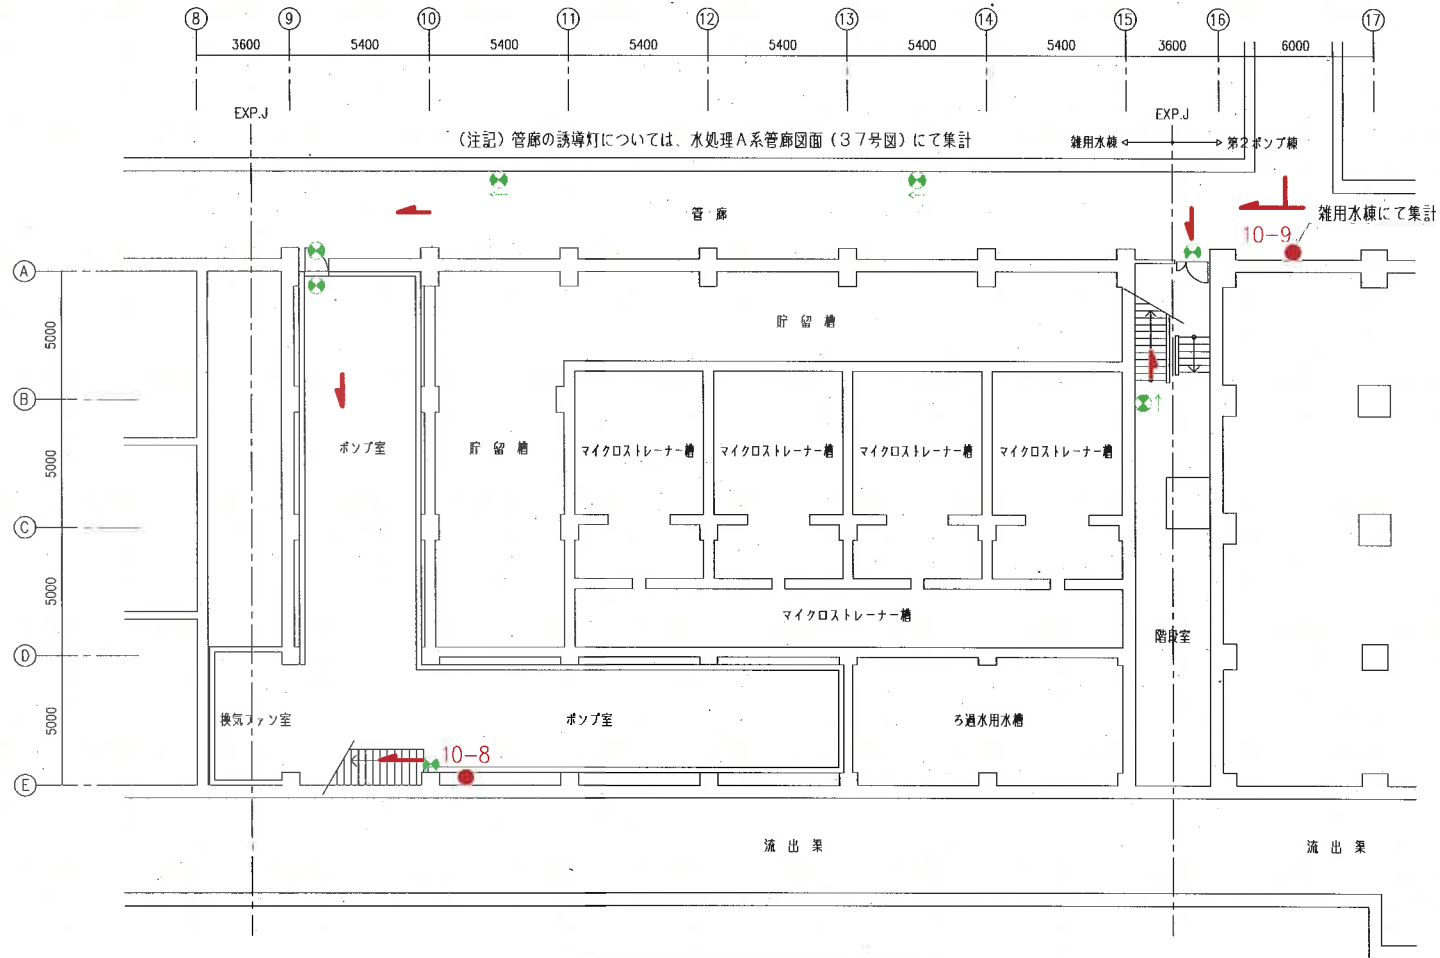 8 9 10 11 12 13 14 15 16 17
3600 5400 5400 5400 5400 5400 5400 3600 6000
EXP.J EXP.J
(注記)管廊の誘導灯については、水処理A系管廊図面(37号図)にて集計
雑用水棟 第2ポンプ棟
管廊
雑用水棟にて集計
10-9
A
貯留槽
5000
B
ポンプ室 貯留槽 マイクロストレーナー槽 マイクロストレーナー槽 マイクロストレーナー槽 マイクロストレーナー槽
5000
C
5000
マイクロストレーナー槽
階段室
D
換気ファン室 ポンプ室 ろ過水用水槽
5000
10-8
E
流出渠 流出渠